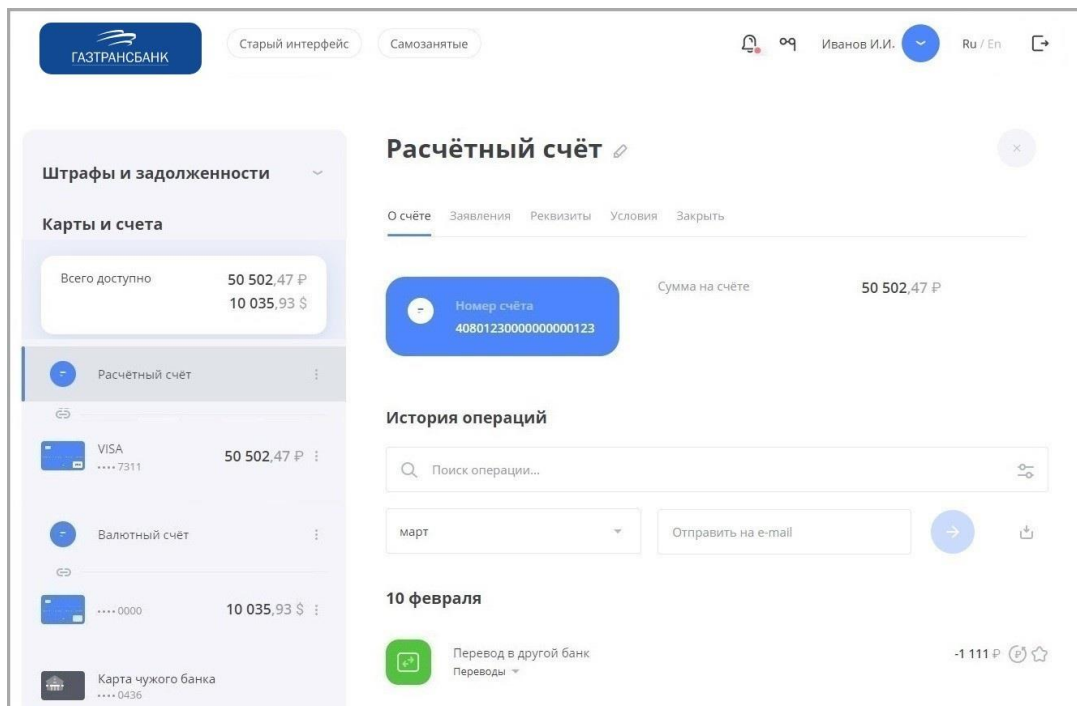 ГАЗТРАНСБАНК
Старый интерфейс
Самозанятые
Иванов И.И.
Ru / En
Штрафы и задолженности
Карты и счета
Всего доступно 50 502,47 ₽
10 035,93 $
Расчётный счёт
VISA
•••• 7311
50 502,47 ₽
Валютный счёт
•••• 0000
10 035,93 $
Карта чужого банка
•••• 0436
Расчётный счёт
О счёте Заявления Реквизиты Условия Закрыть
Номер счёта
40801230000000000123
Сумма на счёте 50 502,47 ₽
История операций
Поиск операции...
март
Отправить на e-mail
10 февраля
Перевод в другой банк
Переводы
-1 111 ₽